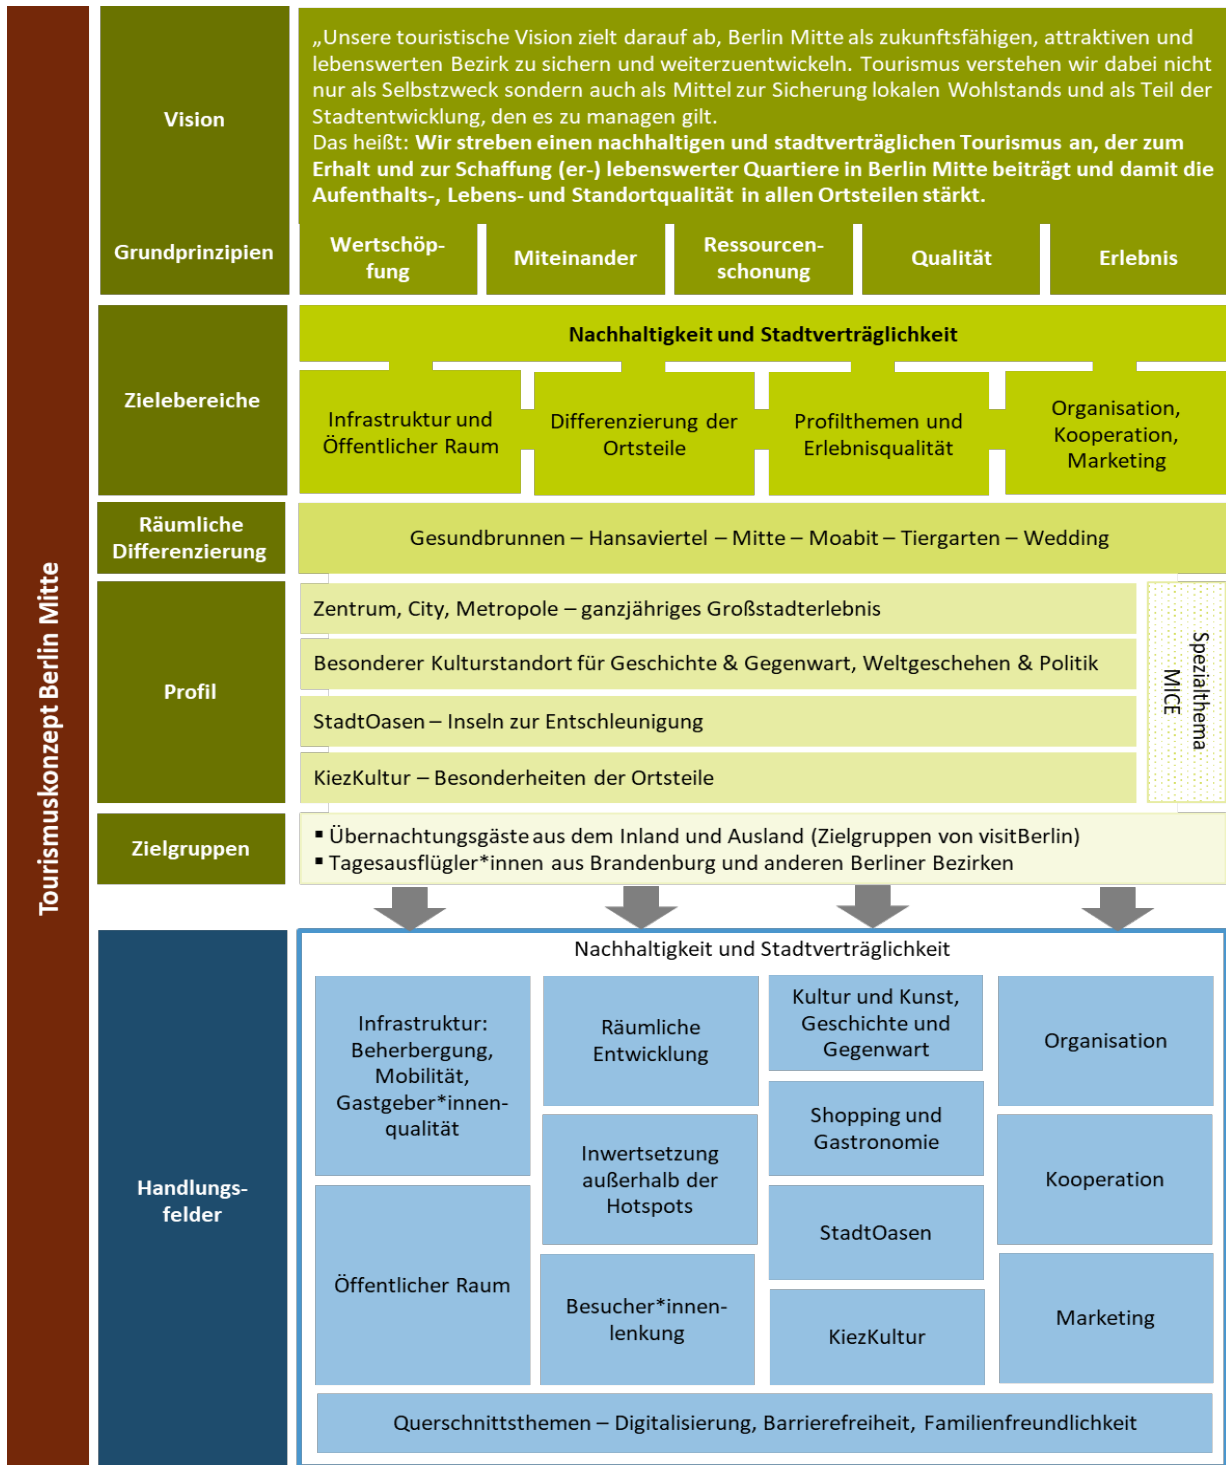 Tourismuskonzept Berlin Mitte
Vision
„Unsere touristische Vision zielt darauf ab, Berlin Mitte als zukunftsfähigen, attraktiven und
lebenswerten Bezirk zu sichern und weiterzuentwickeln. Tourismus verstehen wir dabei nicht
nur als Selbstzweck sondern auch als Mittel zur Sicherung lokalen Wohlstands und als Teil der
Stadtentwicklung, den es zu managen gilt.
Das heißt: Wir streben einen nachhaltigen und stadtverträglichen Tourismus an, der zum
Erhalt und zur Schaffung (er-) lebenswerter Quartiere in Berlin Mitte beiträgt und damit die
Aufenthalts-, Lebens- und Standortqualität in allen Ortsteilen stärkt.
Grundprinzipien
Wertschöp-
fung
Miteinander
Ressourcen-
schonung
Qualität
Erlebnis
Zielebereiche
Nachhaltigkeit und Stadtverträglichkeit
Infrastruktur und
Öffentlicher Raum
Differenzierung der
Ortsteile
Profilthemen und
Erlebnisqualität
Organisation,
Kooperation,
Marketing
Räumliche
Differenzierung
Gesundbrunnen – Hansaviertel – Mitte – Moabit – Tiergarten – Wedding
Profil
Zentrum, City, Metropole – ganzjähriges Großstadterlebnis
Besonderer Kulturstandort für Geschichte & Gegenwart, Weltgeschehen & Politik
StadtOasen – Inseln zur Entschleunigung
KiezKultur – Besonderheiten der Ortsteile
Spezialthema
MICE
Zielgruppen
▪ Übernachtungsgäste aus dem Inland und Ausland (Zielgruppen von visitBerlin)
▪ Tagesausflügler*innen aus Brandenburg und anderen Berliner Bezirken
Handlungs-
felder
Nachhaltigkeit und Stadtverträglichkeit
Infrastruktur:
Beherbergung,
Mobilität,
Gastgeber*innen-
qualität
Öffentlicher Raum
Räumliche
Entwicklung
Inwertsetzung
außerhalb der
Hotspots
Besucher*innen-
lenkung
Kultur und Kunst,
Geschichte und
Gegenwart
Shopping und
Gastronomie
StadtOasen
KiezKultur
Organisation
Kooperation
Marketing
Querschnittsthemen – Digitalisierung, Barrierefreiheit, Familienfreundlichkeit